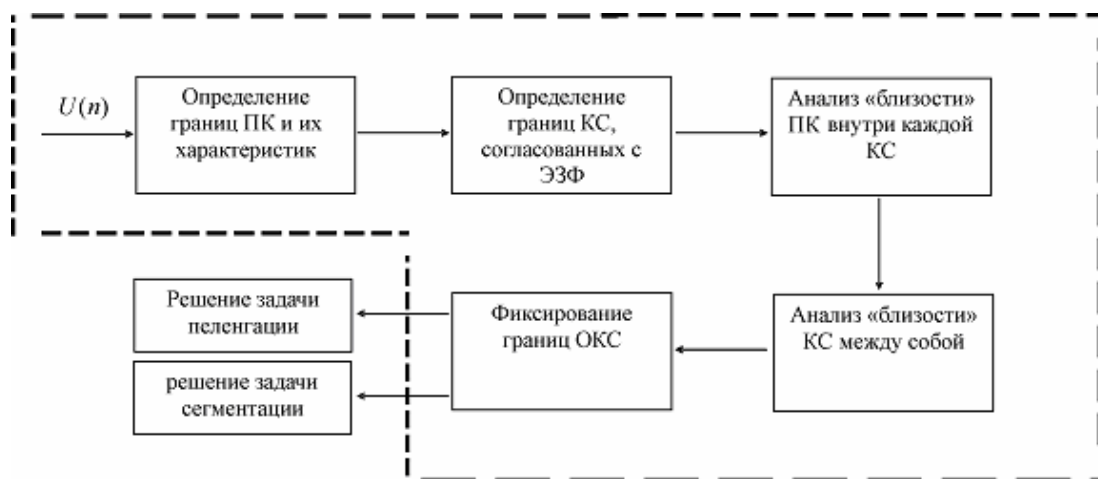 U(n)
Определение
границ ПК и их
характеристик
Определение
границ КС,
согласованных с
ЭЗФ
Анализ «близости»
ПК внутри каждой
КС
Анализ «близости»
КС между собой
Фиксирование
границ ОКС
Решение задачи
пеленгации
решение задачи
сегментации